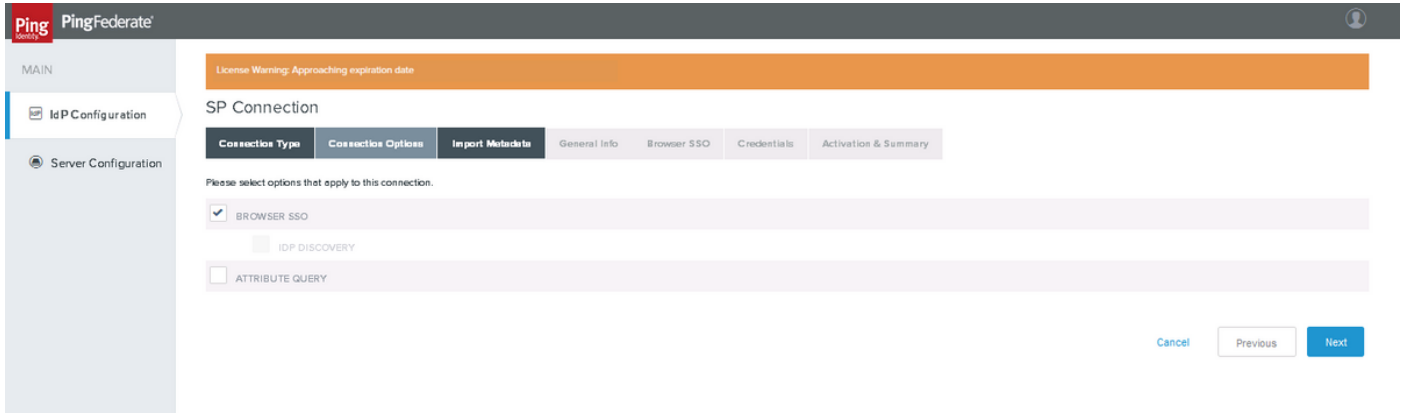 Ping
Identity
PingFederate®
MAIN
License Warning: Approaching expiration date
IdP Configuration
Server Configuration
SP Connection
Connection Type Connection Options Import Metadata General Info Browser SSO Credentials Activation & Summary
Please select options that apply to this connection.
BROWSER SSO
IDP DISCOVERY
ATTRIBUTE QUERY
Cancel Previous Next